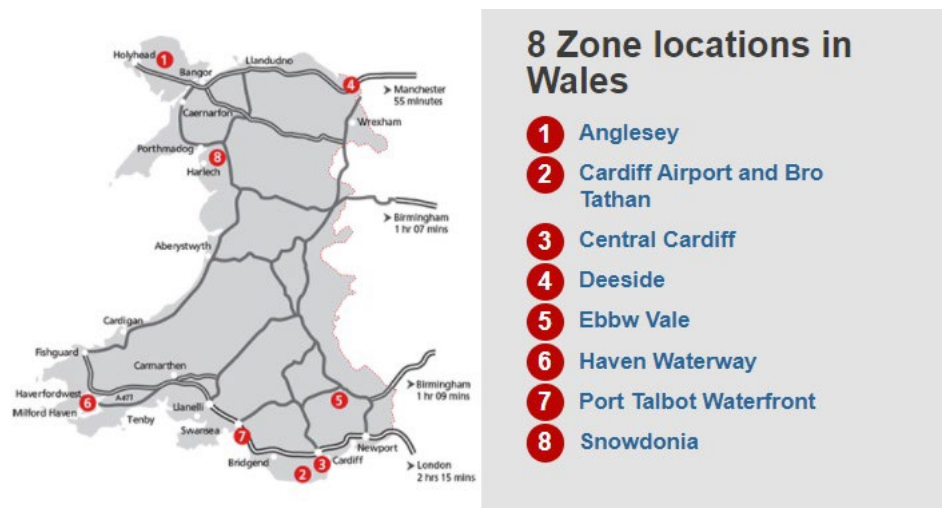 Holyhead
1
Llandudno
Bangor
4
Manchester
55 minutes
Caernarfon
Wrexham
Porthmadog
8
Harlech
Birmingham
1 hr 07 mins
Aberystwyth
Cardigan
Fishguard
Carmarthen
Haverfordwest
6
A477
Milford Haven
Tenby
Llanelli
5
Birmingham
1 hr 09 mins
Swansea
7
Newport
Bridgend
3
Cardiff
2
London
2 hrs 15 mins
8 Zone locations in
Wales
1 Anglesey
2 Cardiff Airport and Bro
Tathan
3 Central Cardiff
4 Deeside
5 Ebbw Vale
6 Haven Waterway
7 Port Talbot Waterfront
8 Snowdonia